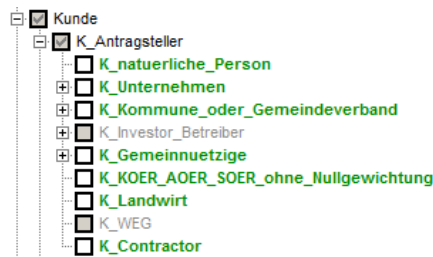 Kunde
K_Antragsteller
K_natuerliche_Person
K_Unternehmen
K_Kommune_oder_Gemeindeverband
K_Investor_Betreiber
K_Gemeinnuetzige
K_KOER_AOER_SOER_ohne_Nullgewichtung
K_Landwirt
K_WEG
K_Contractor